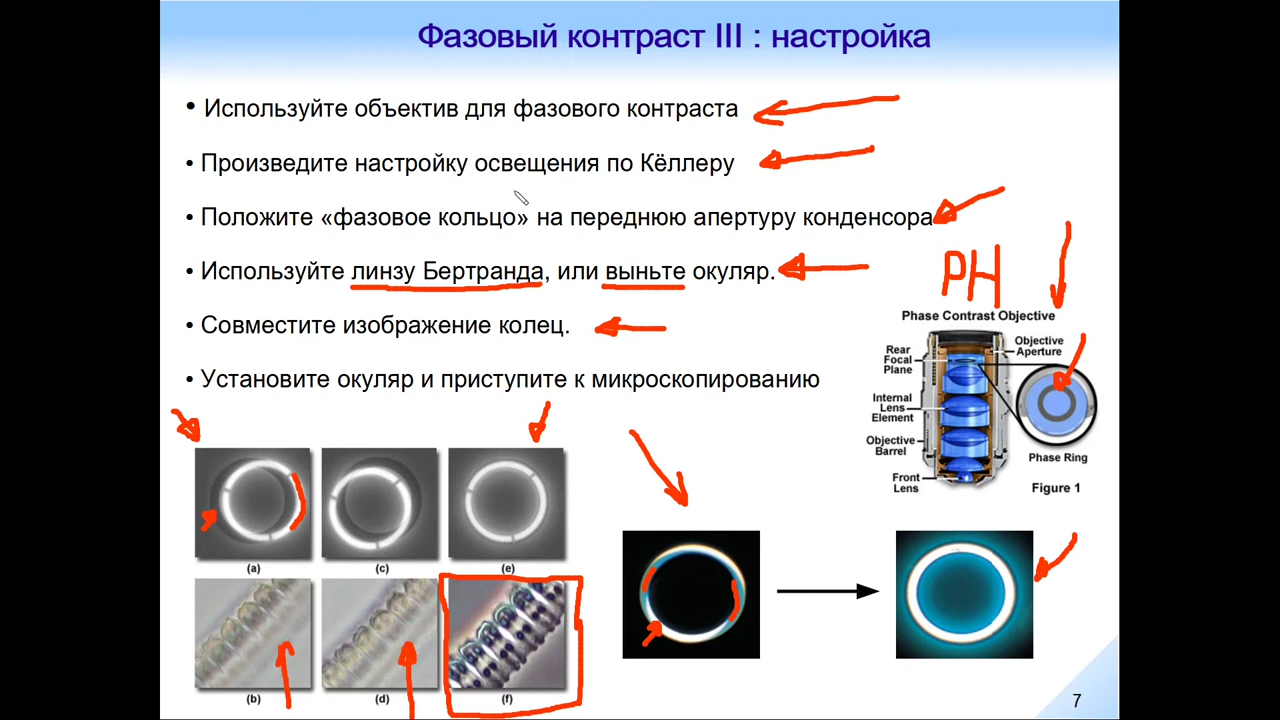 Фазовый контраст III : настройка
• Используйте объектив для фазового контраста
• Произведите настройку освещения по Кёллеру
• Положите «фазовое кольцо» на переднюю апертуру конденсора
• Используйте линзу Бертранда, или выньте окуляр.
• Совместите изображение колец.
• Установите окуляр и приступите к микроскопированию
PH
Phase Contrast Objective
Rear
Focal
Plane
Objective
Aperture
Internal
Lens
Element
Objective
Barrel
Front
Lens
Phase Ring
Figure 1
(a) (c) (e)
(b) (d) (f)
7